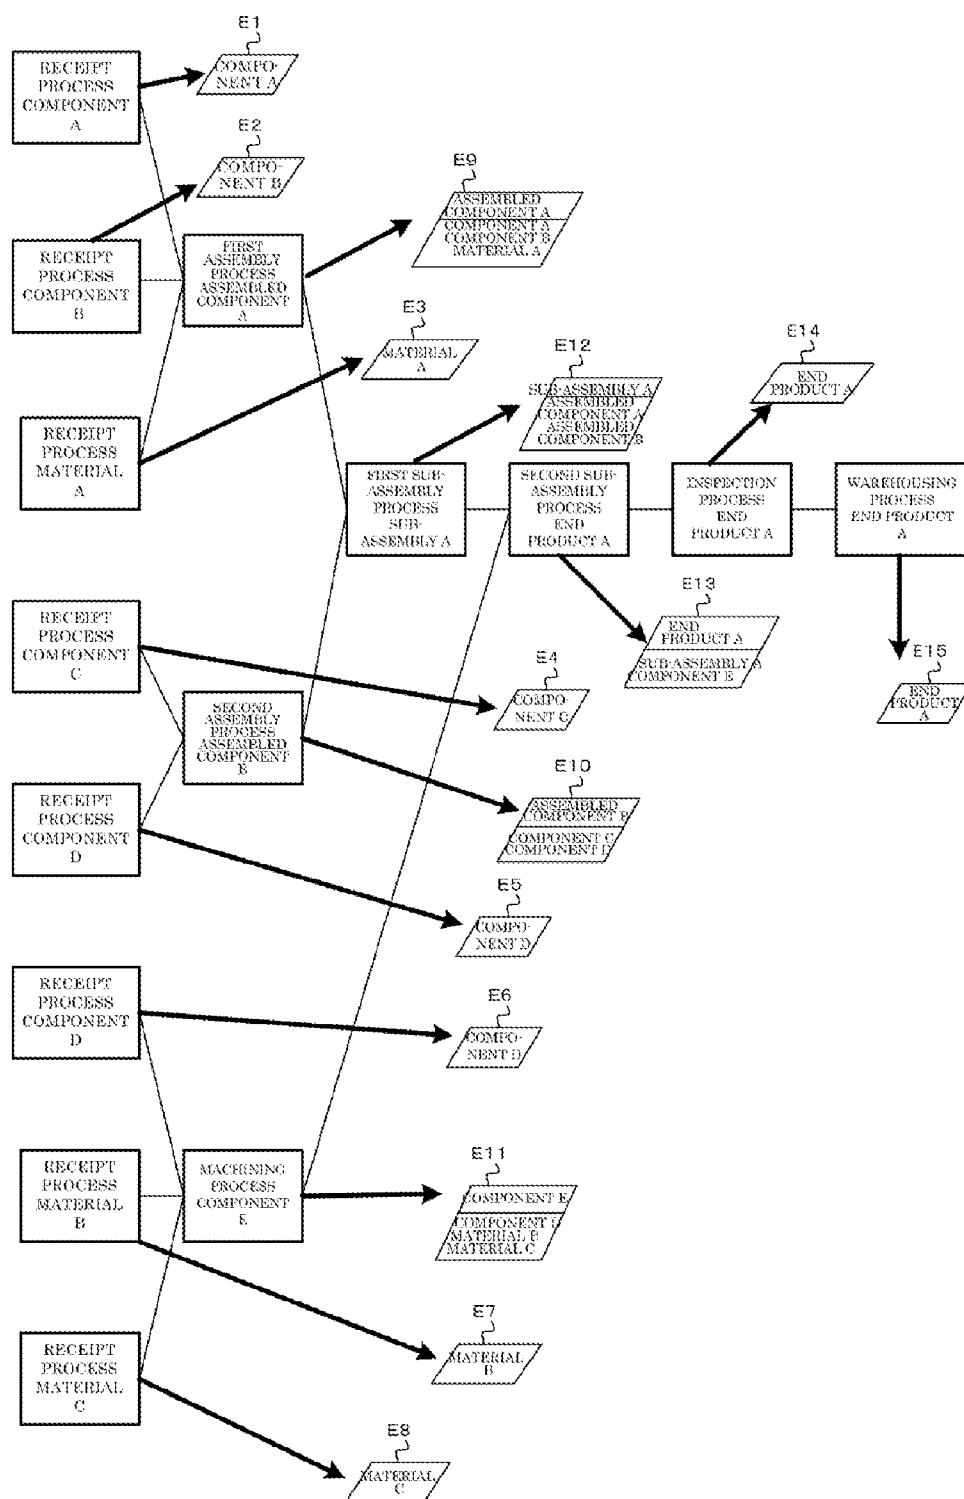 E1
RECEIPT
PROCESS
COMPONENT
A
COMPO-
NENT A
E2
COMPO-
NENT B
E9
ASSEMBLED
COMPONENT A
COMPONENT A
COMPONENT B
MATERIAL A
RECEIPT
PROCESS
COMPONENT
B
FIRST
ASSEMBLY
PROCESS
ASSEMBLED
COMPONENT
A
E3
MATERIAL
A
E12
SUB-ASSEMBLY A
ASSEMBLED
COMPONENT A
ASSEMBLED
COMPONENT B
E14
END
PRODUCT A
RECEIPT
PROCESS
MATERIAL
A
FIRST SUB-
ASSEMBLY
PROCESS
SUB-
ASSEMBLY A
SECOND SUB-
ASSEMBLY
PROCESS
END
PRODUCT A
INSPECTION
PROCESS
END
PRODUCT A
WAREHOUSING
PROCESS
END PRODUCT
A
E13
END
PRODUCT A
SUB-ASSEMBLY A
COMPONENT E
E15
END
PRODUCT
A
RECEIPT
PROCESS
COMPONENT
C
E4
COMPO-
NENT C
SECOND
ASSEMBLY
PROCESS
ASSEMBLED
COMPONENT
B
E10
ASSEMBLED
COMPONENT B
COMPONENT C
COMPONENT D
RECEIPT
PROCESS
COMPONENT
D
E5
COMPO-
NENT D
RECEIPT
PROCESS
COMPONENT
D
E6
COMPO-
NENT D
RECEIPT
PROCESS
MATERIAL
B
MACHINING
PROCESS
COMPONENT
E
E11
COMPONENT E
COMPONENT D
MATERIAL B
MATERIAL C
E7
MATERIAL
B
RECEIPT
PROCESS
MATERIAL
C
E8
MATERIAL
C